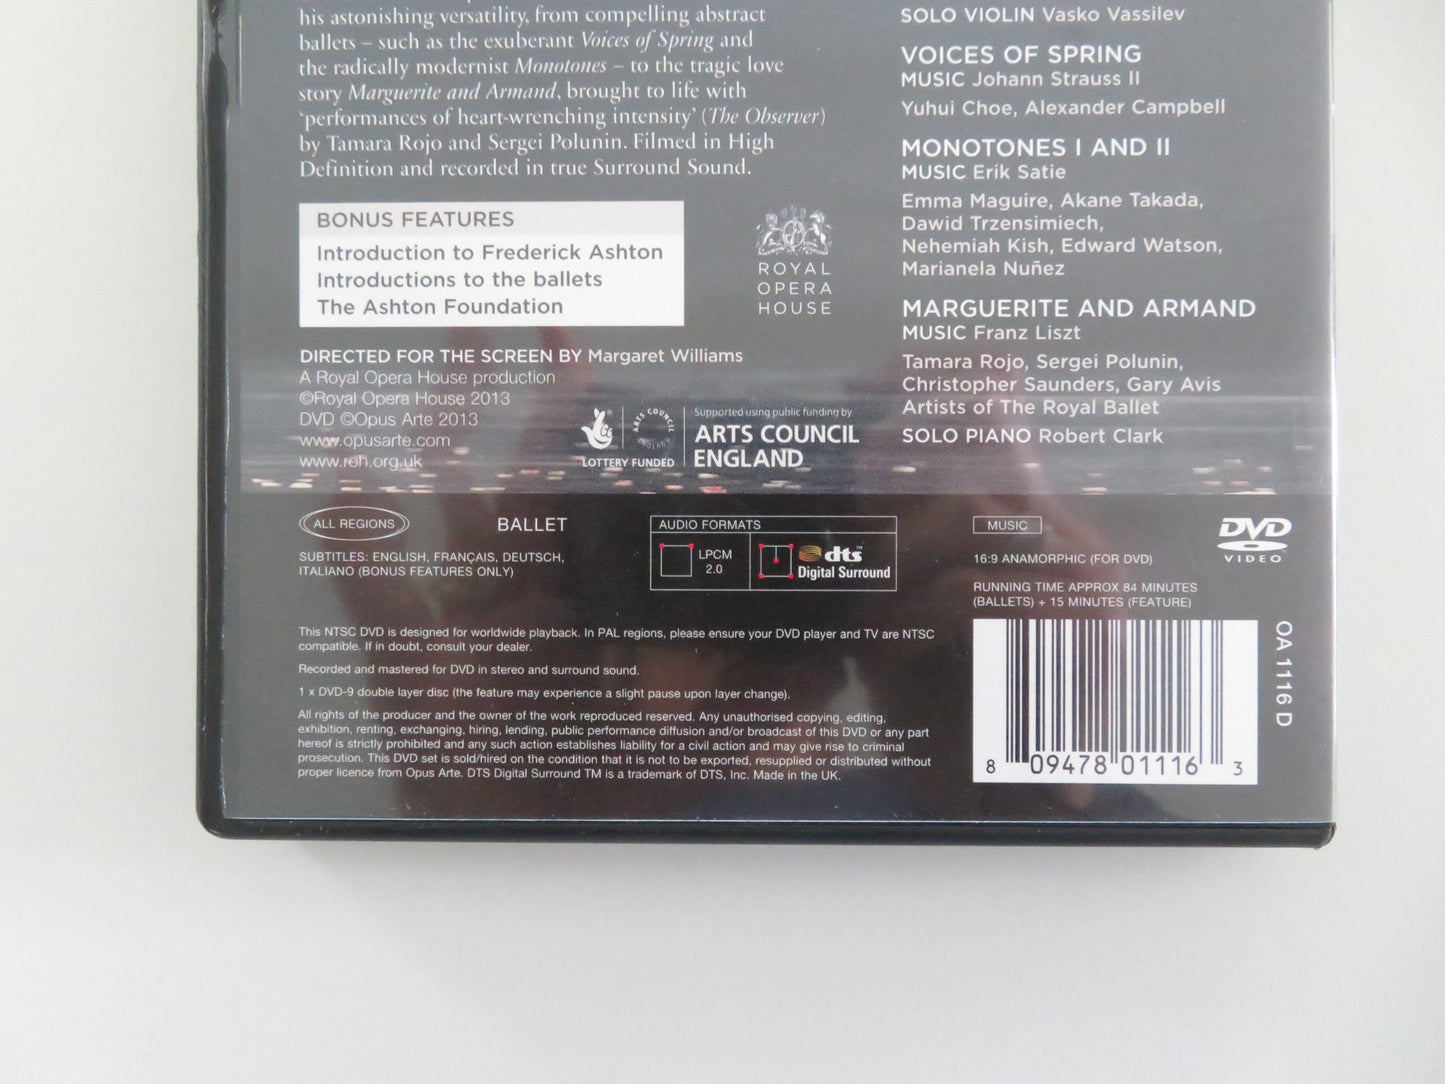 his astonishing versatility, from compelling abstract
ballets – such as the exuberant Voices of Spring and
the radically modernist Monotones – to the tragic love
story Marguerite and Armand, brought to life with
‘performances of heart-wrenching intensity’ (The Observer)
by Tamara Rojo and Sergei Polunin. Filmed in High
Definition and recorded in true Surround Sound.
BONUS FEATURES
Introduction to Frederick Ashton
Introductions to the ballets
The Ashton Foundation
ROYAL
OPERA
HOUSE
DIRECTED FOR THE SCREEN BY Margaret Williams
A Royal Opera House production
©Royal Opera House 2013
DVD ©Opus Arte 2013
www.opusarte.com
www.roh.org.uk
LOTTERY FUNDED
ARTS COUNCIL
ENGLAND
Supported using public funding by
ARTS COUNCIL
ENGLAND
SOLO VIOLIN Vasko Vassilev
VOICES OF SPRING
MUSIC Johann Strauss II
Yuhui Choe, Alexander Campbell
MONOTONES I AND II
MUSIC Erik Satie
Emma Maguire, Akane Takada,
Dawid Trzensimiech,
Nehemiah Kish, Edward Watson,
Marianela Nuñez
MARGUERITE AND ARMAND
MUSIC Franz Liszt
Tamara Rojo, Sergei Polunin,
Christopher Saunders, Gary Avis
Artists of The Royal Ballet
SOLO PIANO Robert Clark
ALL REGIONS
BALLET
SUBTITLES: ENGLISH, FRANÇAIS, DEUTSCH,
ITALIANO (BONUS FEATURES ONLY)
AUDIO FORMATS
LPCM
2.0
dts™
Digital Surround
MUSIC
DVD
VIDEO
16:9 ANAMORPHIC (FOR DVD)
RUNNING TIME APPROX 84 MINUTES
(BALLETS) + 15 MINUTES (FEATURE)
This NTSC DVD is designed for worldwide playback. In PAL regions, please ensure your DVD player and TV are NTSC
compatible. If in doubt, consult your dealer.
Recorded and mastered for DVD in stereo and surround sound.
1 x DVD-9 double layer disc (the feature may experience a slight pause upon layer change).
All rights of the producer and the owner of the work reproduced reserved. Any unauthorised copying, editing,
exhibition, renting, exchanging, hiring, lending, public performance diffusion and/or broadcast of this DVD or any part
hereof is strictly prohibited and any such action establishes liability for a civil action and may give rise to criminal
prosecution. This DVD set is sold/hired on the condition that it is not to be exported, resupplied or distributed without
proper licence from Opus Arte. DTS Digital Surround TM is a trademark of DTS, Inc. Made in the UK.
8 09478 01116 3
OA 1116 D